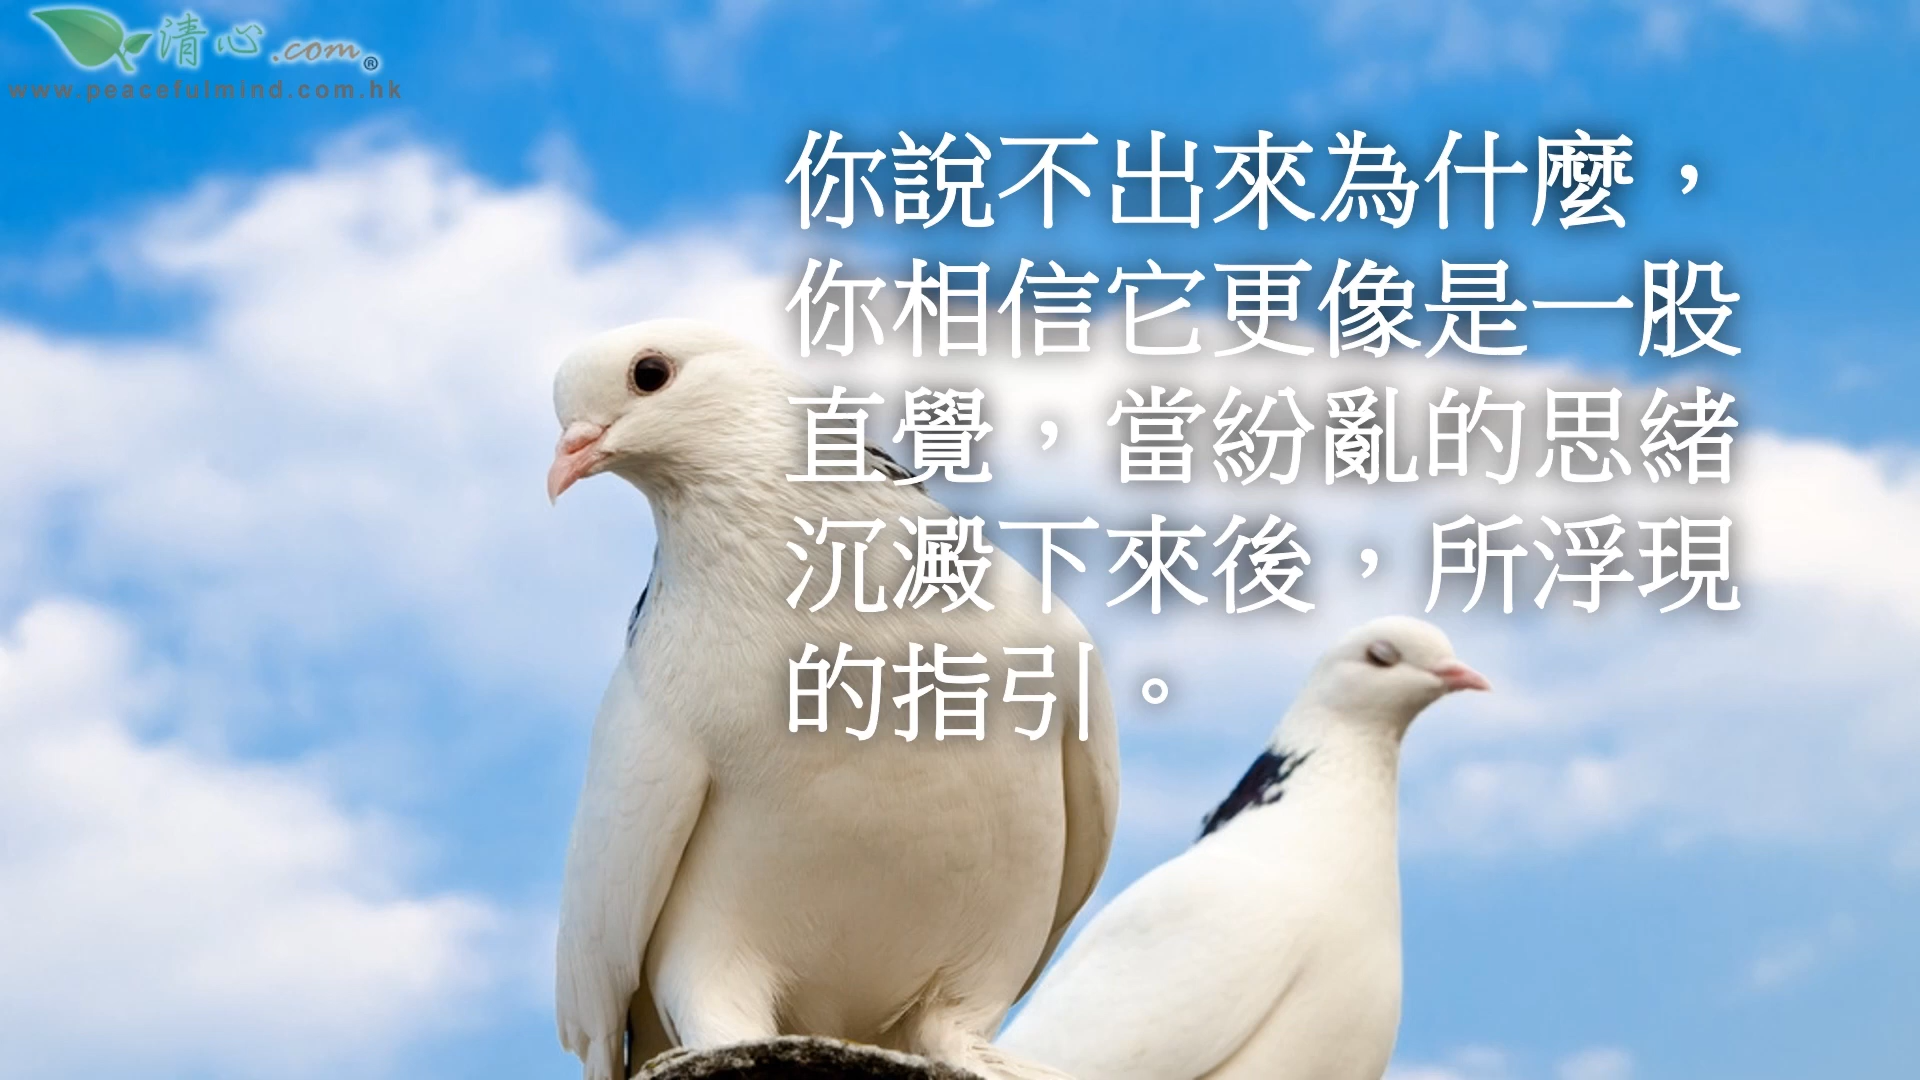 清心.com®
www.peacefulmind.com.hk
你說不出來為什麼，
你相信它更像是一股
直覺，當紛亂的思緒
沉澱下來後，所浮現
的指引。